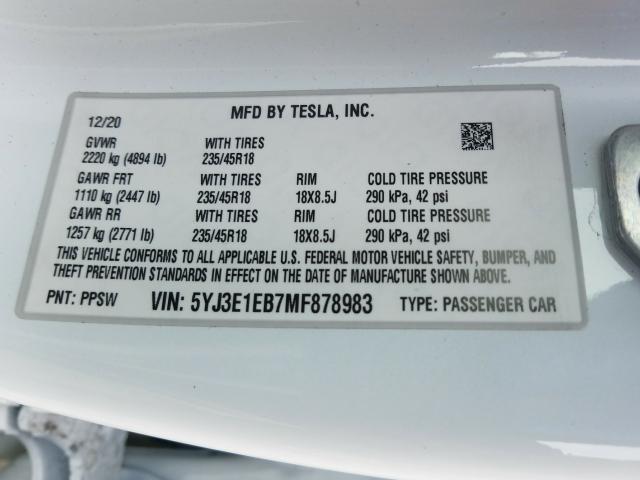 MFD BY TESLA, INC.
12/20
GVWR WITH TIRES
2220 kg (4894 lb) 235/45R18
GAWR FRT WITH TIRES RIM COLD TIRE PRESSURE
1110 kg (2447 lb) 235/45R18 18X8.5J 290 kPa, 42 psi
GAWR RR WITH TIRES RIM COLD TIRE PRESSURE
1257 kg (2771 lb) 235/45R18 18X8.5J 290 kPa, 42 psi
THIS VEHICLE CONFORMS TO ALL APPLICABLE U.S. FEDERAL MOTOR VEHICLE SAFETY, BUMPER, AND
THEFT PREVENTION STANDARDS IN EFFECT ON THE DATE OF MANUFACTURE SHOWN ABOVE.
PNT: PPSW VIN: 5YJ3E1EB7MF878983 TYPE: PASSENGER CAR